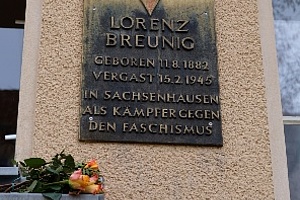 LORENZ
BREUNIG
GEBOREN 11.8.1882
VERGAST 15.2.1945
IN SACHSENHAUSEN
ALS KÄMPFER GEGEN
DEN FASCHISMUS